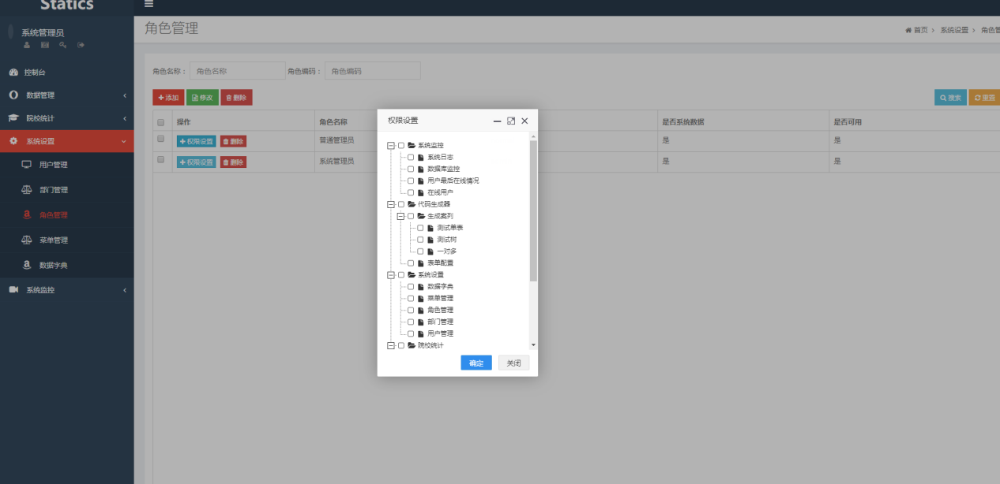 Statics
系统管理员
控制台
数据管理
院校统计
系统设置
用户管理
部门管理
角色管理
菜单管理
数据字典
系统监控
角色管理
首页 > 系统设置 > 角色管
角色名称： 角色名称 角色编码： 角色编码
添加 修改 删除
搜索 重置
操作 角色名称 是否系统数据 是否可用
权限设置 删除 普通管理员 是 是
权限设置 删除 系统管理员 是 是
权限设置
系统监控
系统日志
数据库监控
用户最后在线情况
在线用户
代码生成器
生成案列
测试单表
测试树
一对多
表单配置
系统设置
数据字典
菜单管理
角色管理
部门管理
用户管理
院校统计
确定 关闭